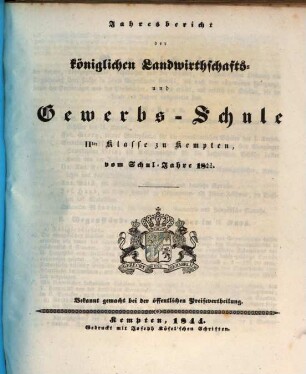 Jahresbericht
der
königlichen Landwirthschafts-
und
Gewerbs-Schule
IIter Klasse zu Kempten,
vom Schul-Jahre 18
Bekannt gemacht bei der öffentlichen Preisevertheilung.
Kempten, 1844.
Gedruckt mit Joseph Kösel'schen Schriften.